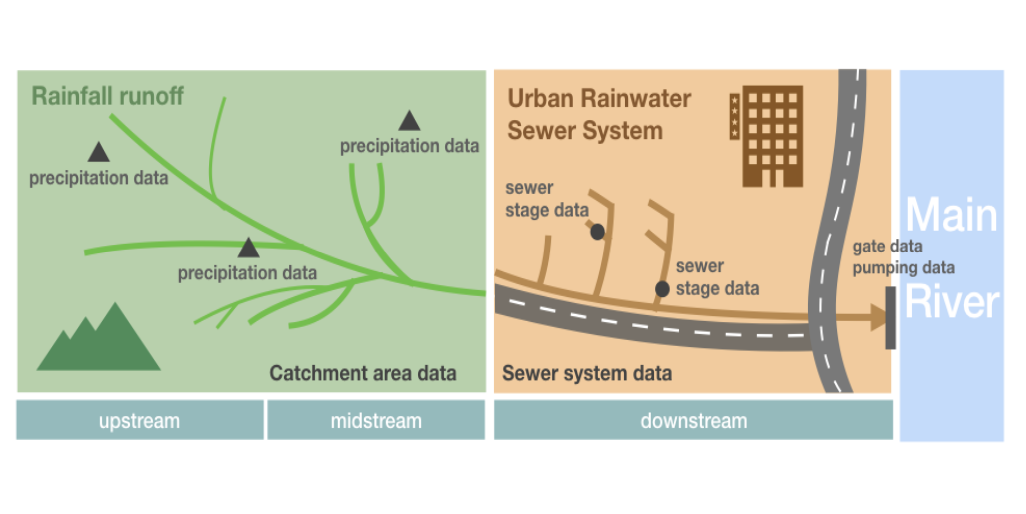 Rainfall runoff
precipitation data
precipitation data
precipitation data
Catchment area data
upstream
midstream
Urban Rainwater
Sewer System
sewer
stage data
sewer
stage data
gate data
pumping data
Sewer system data
downstream
Main
River